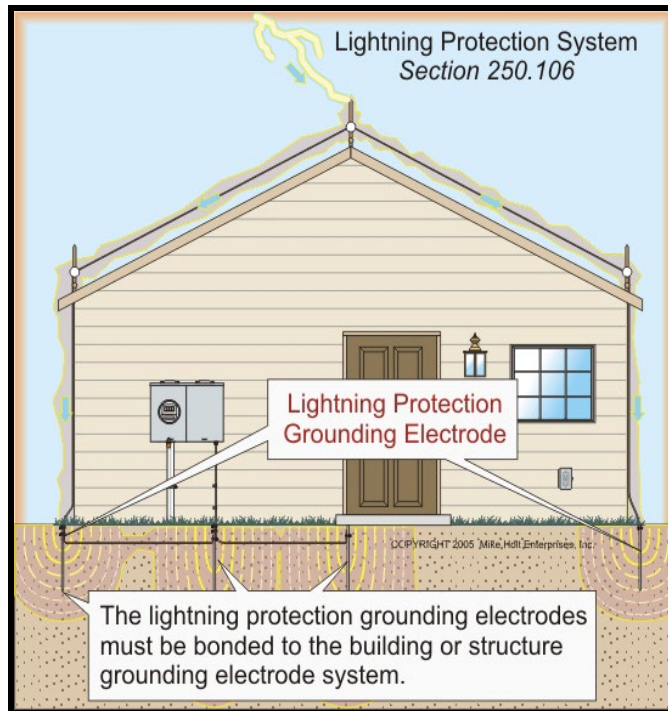 Lightning Protection System
Section 250.106
Lightning Protection
Grounding Electrode
COPYRIGHT 2005 Mike Holt Enterprises, Inc.
The lightning protection grounding electrodes
must be bonded to the building or structure
grounding electrode system.